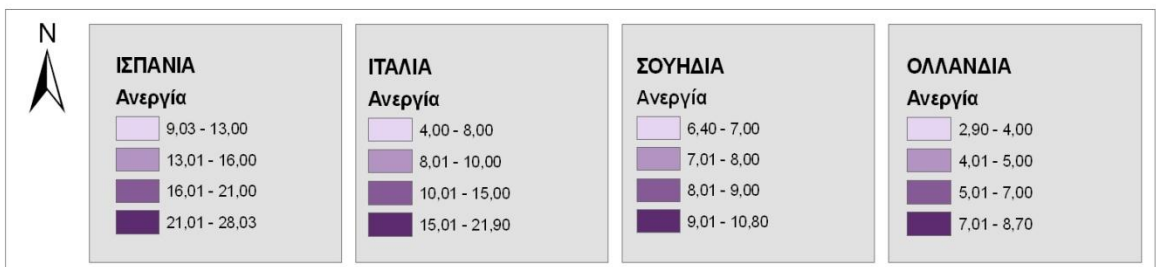 N
ΙΣΠΑΝΙΑ
Ανεργία
9,03 - 13,00
13,01 - 16,00
16,01 - 21,00
21,01 - 28,03
ΙΤΑΛΙΑ
Ανεργία
4,00 - 8,00
8,01 - 10,00
10,01 - 15,00
15,01 - 21,90
ΣΟΥΗΔΙΑ
Ανεργία
6,40 - 7,00
7,01 - 8,00
8,01 - 9,00
9,01 - 10,80
ΟΛΛΑΝΔΙΑ
Ανεργία
2,90 - 4,00
4,01 - 5,00
5,01 - 7,00
7,01 - 8,70